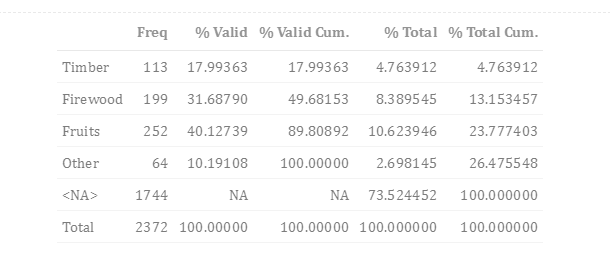 Freq % Valid % Valid Cum. % Total % Total Cum.
Timber 113 17.99363 17.99363 4.763912 4.763912
Firewood 199 31.68790 49.68153 8.389545 13.153457
Fruits 252 40.12739 89.80892 10.623946 23.777403
Other 64 10.19108 100.00000 2.698145 26.475548
<NA> 1744 NA NA 73.524452 100.000000
Total 2372 100.00000 100.00000 100.000000 100.000000